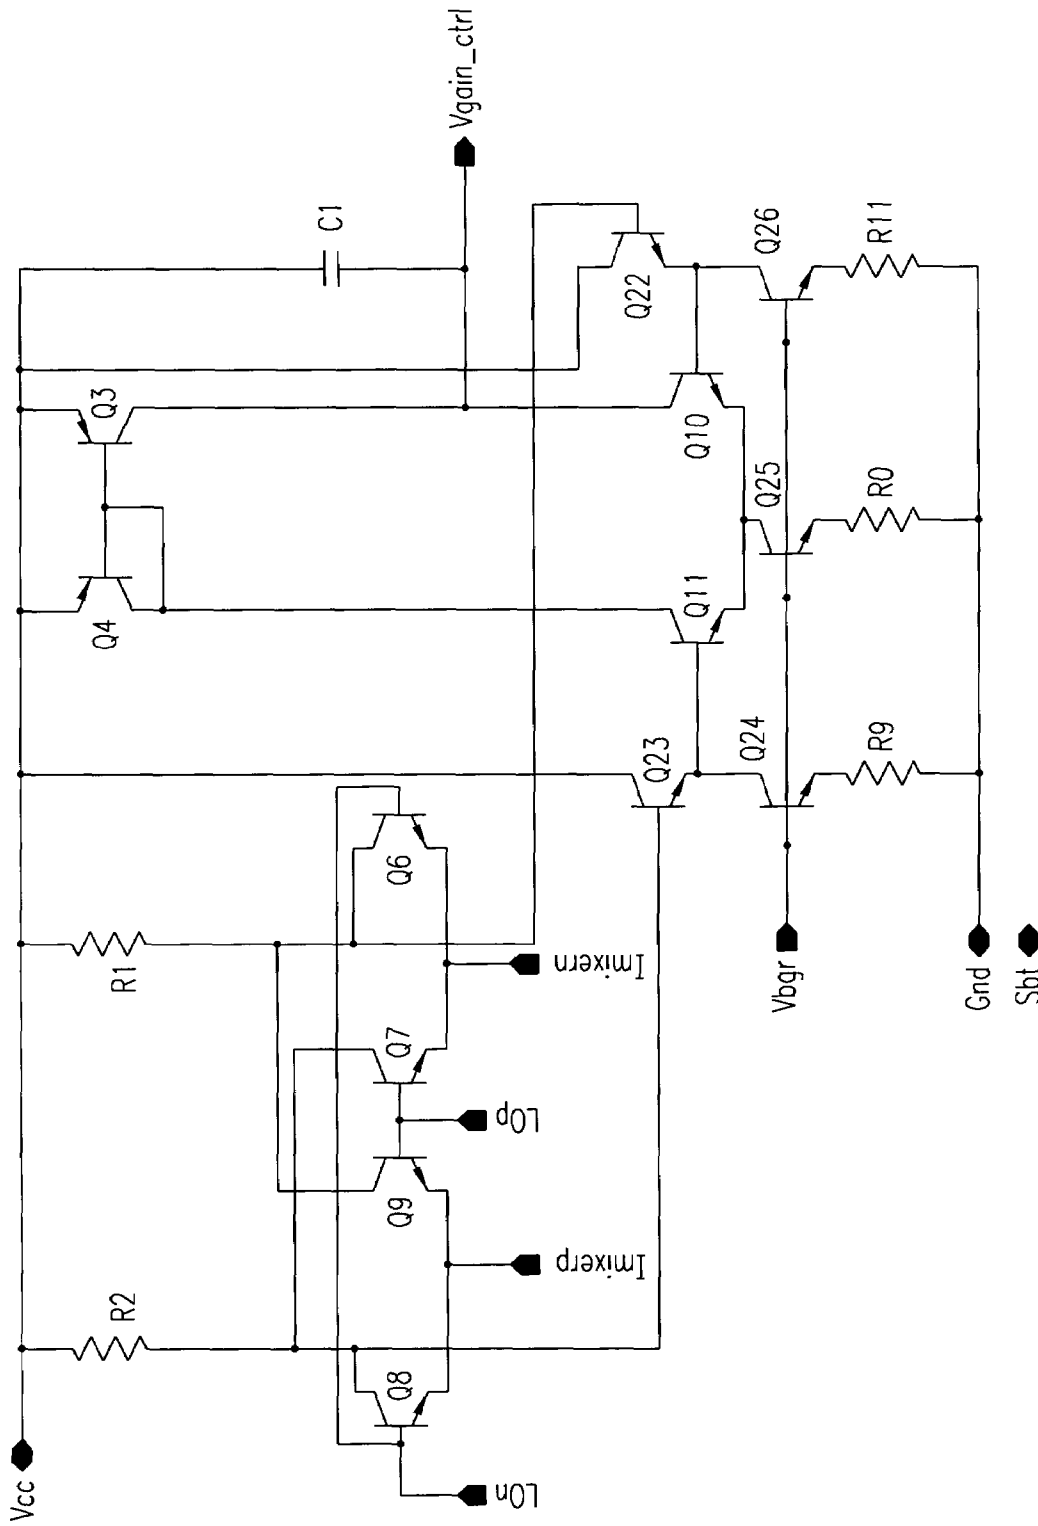 Vcc
R2
R1
Q4
Q3
C1
Vgain_ctrl
LOn
Q8
Q9
LOp
Q7
Q6
Imixerp
Imixern
Q23
Q11
Q10
Q22
Vbgr
Q24
Q25
Q26
R9
R0
R11
Gnd
Sbt